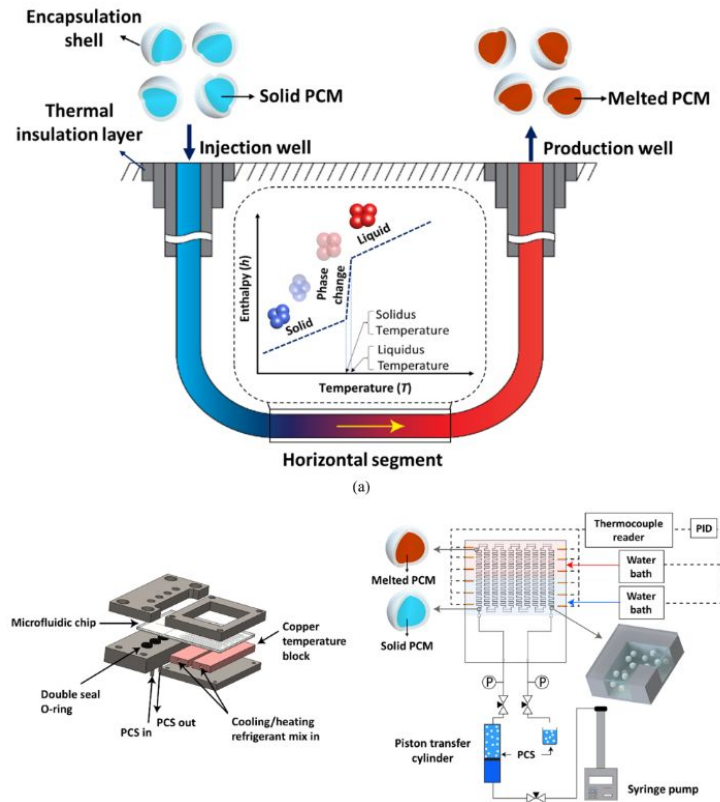 Encapsulation
shell
Solid PCM
Thermal
insulation layer
Injection well
Melted PCM
Production well
Enthalpy (h)
Solid
Phase
change
Liquid
Solidus
Temperature
Liquidus
Temperature
Temperature (T)
Horizontal segment
(a)
Microfluidic chip
Double seal
O-ring
PCS in
PCS out
Copper
temperature
block
Cooling/heating
refrigerant mix in
Melted PCM
Solid PCM
Thermocouple
reader
PID
Water
bath
Water
bath
P
P
Piston transfer
cylinder
PCS
Syringe pump